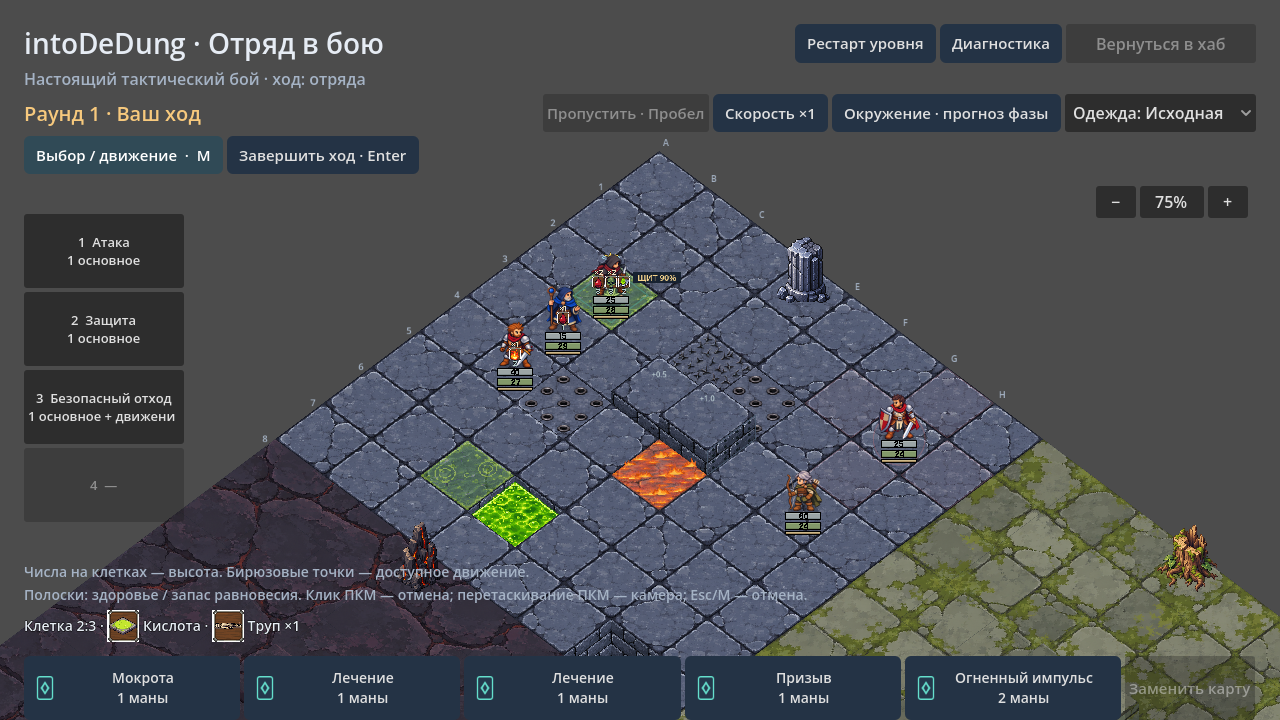 intoDeDung · Отряд в бою
Рестарт уровня
Диагностика
Вернуться в хаб
Настоящий тактический бой · ход: отряда
Раунд 1 · Ваш ход
Пропустить · Пробел
Скорость ×1
Окружение · прогноз фазы
Одежда: Исходная
Выбор / движение · M
Завершить ход · Enter
A
B
C
E
F
G
H
1
2
3
4
5
6
7
8
− 75% +
1 Атака
1 основное
2 Защита
1 основное
3 Безопасный отход
1 основное + движени
4 —
ЩИТ 90%
+0.5
+1.0
Числа на клетках — высота. Бирюзовые точки — доступное движение.
Полоски: здоровье / запас равновесия. Клик ПКМ — отмена; перетаскивание ПКМ — камера; Esc/M — отмена.
Клетка 2:3 · Кислота · Труп ×1
Мокрота
1 маны
Лечение
1 маны
Лечение
1 маны
Призыв
1 маны
Огненный импульс
2 маны
Заменить карту